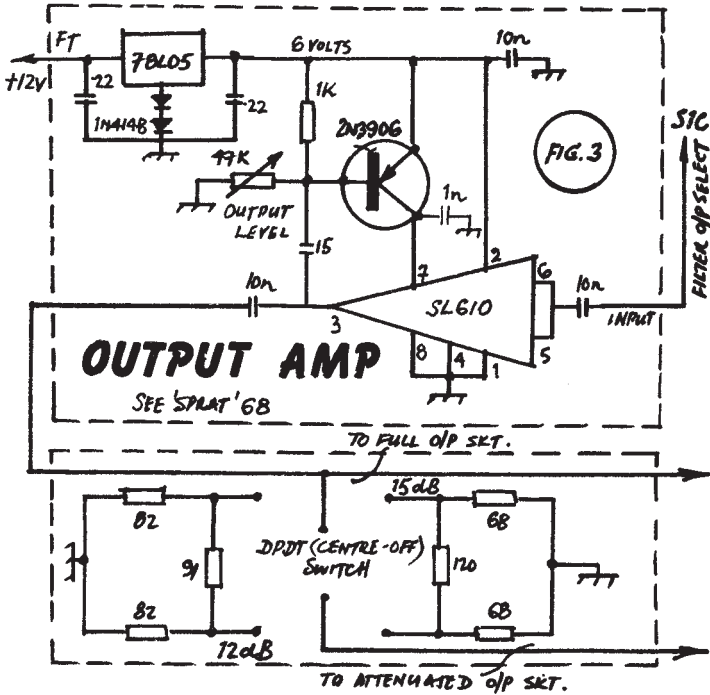 FT
78L05
6 VOLTS
10n
+12V
22
22
1K
1N4148
2N3906
FIG. 3
S1C
47K
OUTPUT
LEVEL
1n
FILTER O/P SELECT
15
7
2
6
10n
10n
SL610
3
INPUT
8
4
1
5
OUTPUT AMP
SEE 'SPRAT' 68
TO FULL O/P SKT.
15dB
82
68
91
DPDT (CENTRE-OFF)
SWITCH
120
82
68
12dB
TO ATTENUATED O/P SKT.